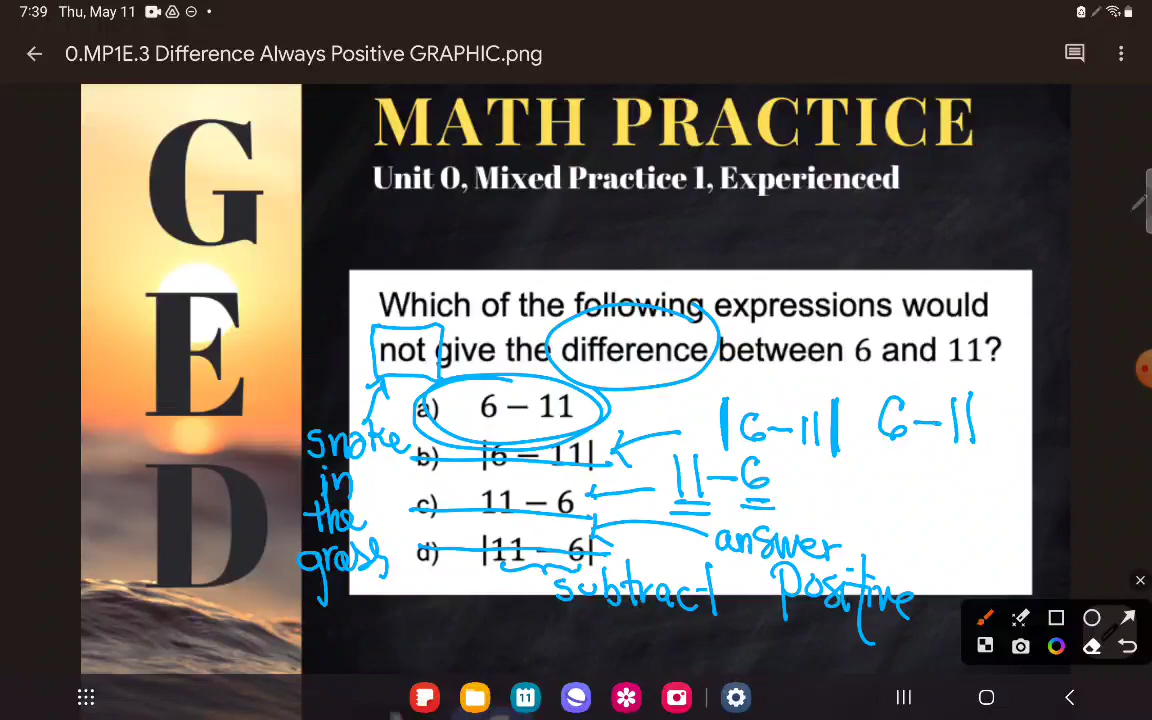 7:39 Thu, May 11
0.MP1E.3 Difference Always Positive GRAPHIC.png
GED
MATH PRACTICE
Unit 0, Mixed Practice 1, Experienced
Which of the following expressions would
not give the difference between 6 and 11?
a) 6 – 11
|6-11| 6-11
snake
in
the
grass
b) |6 – 11|
11-6
c) 11 – 6
d) |11 – 6|
answer
subtract positive
11